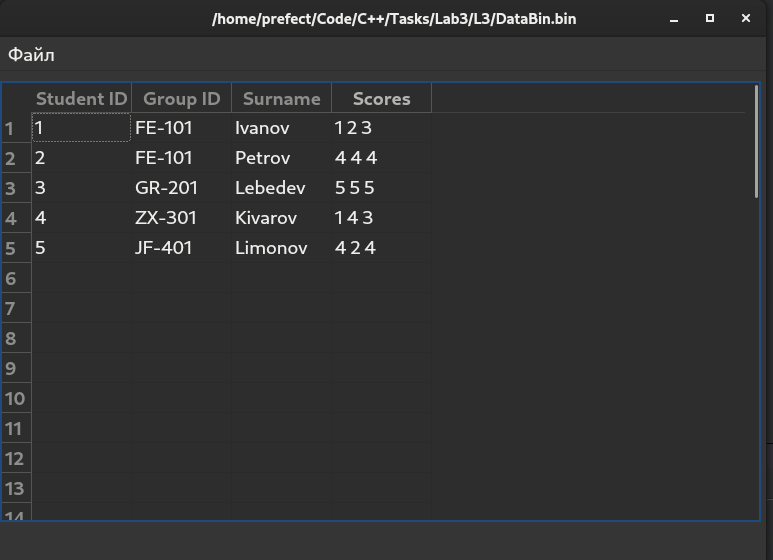 /home/prefect/Code/C++/Tasks/Lab3/L3/DataBin.bin
Файл
Student ID Group ID Surname Scores
1 1 FE-101 Ivanov 1 2 3
2 2 FE-101 Petrov 4 4 4
3 3 GR-201 Lebedev 5 5 5
4 4 ZX-301 Kivarov 1 4 3
5 5 JF-401 Limonov 4 2 4
6
7
8
9
10
11
12
13
14